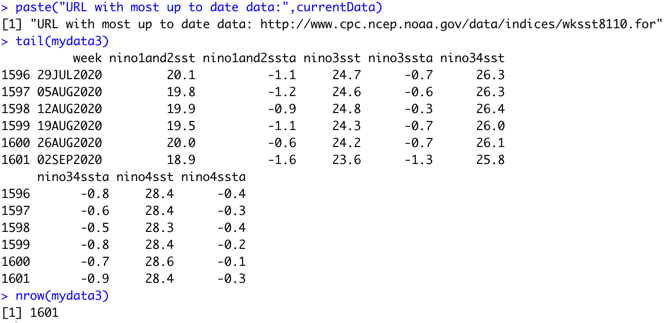 > paste("URL with most up to date data:",currentData)
[1] "URL with most up to date data: http://www.cpc.ncep.noaa.gov/data/indices/wksst8110.for"
> tail(mydata3)
week nino1and2sst nino1and2ssta nino3sst nino3ssta nino34sst
1596 29JUL2020 20.1 -1.1 24.7 -0.7 26.3
1597 05AUG2020 19.8 -1.2 24.6 -0.6 26.3
1598 12AUG2020 19.9 -0.9 24.8 -0.3 26.4
1599 19AUG2020 19.5 -1.1 24.3 -0.7 26.0
1600 26AUG2020 20.0 -0.6 24.2 -0.7 26.1
1601 02SEP2020 18.9 -1.6 23.6 -1.3 25.8
nino34ssta nino4sst nino4ssta
1596 -0.8 28.4 -0.4
1597 -0.6 28.4 -0.3
1598 -0.5 28.3 -0.4
1599 -0.8 28.4 -0.2
1600 -0.7 28.6 -0.1
1601 -0.9 28.4 -0.3
> nrow(mydata3)
[1] 1601